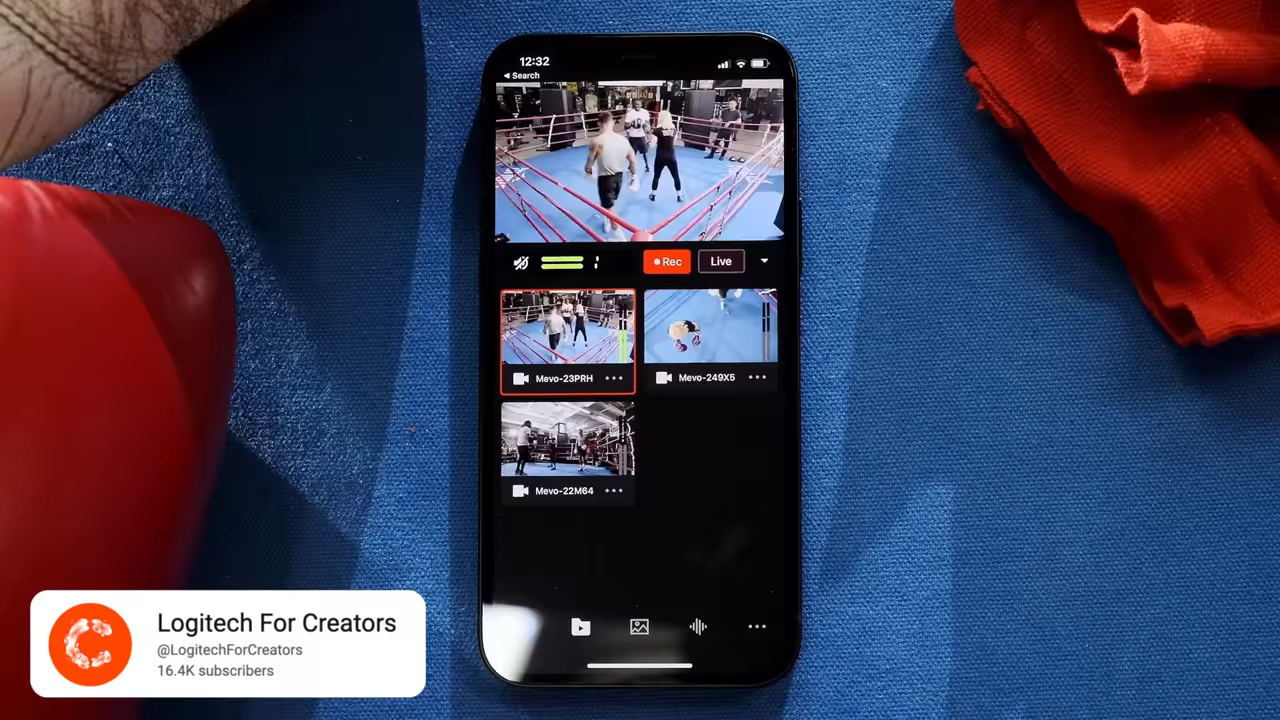 12:32
◀ Search
Rec
Live
Mevo-23PRH
Mevo-249X5
Mevo-22M64
Logitech For Creators
@LogitechForCreators
16.4K subscribers